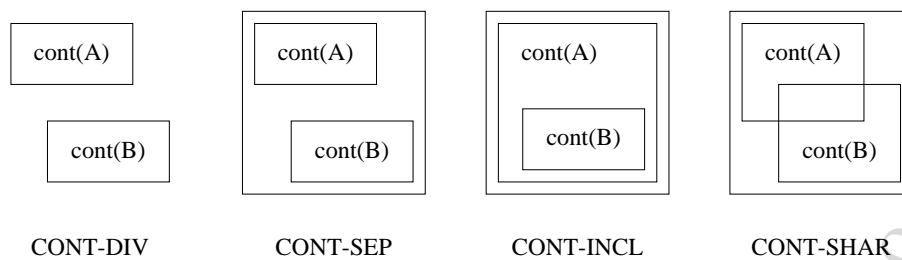 cont(A) cont(A) cont(A) cont(A)
cont(B) cont(B) cont(B) cont(B)
CONT-DIV CONT-SEP CONT-INCL CONT-SHAR